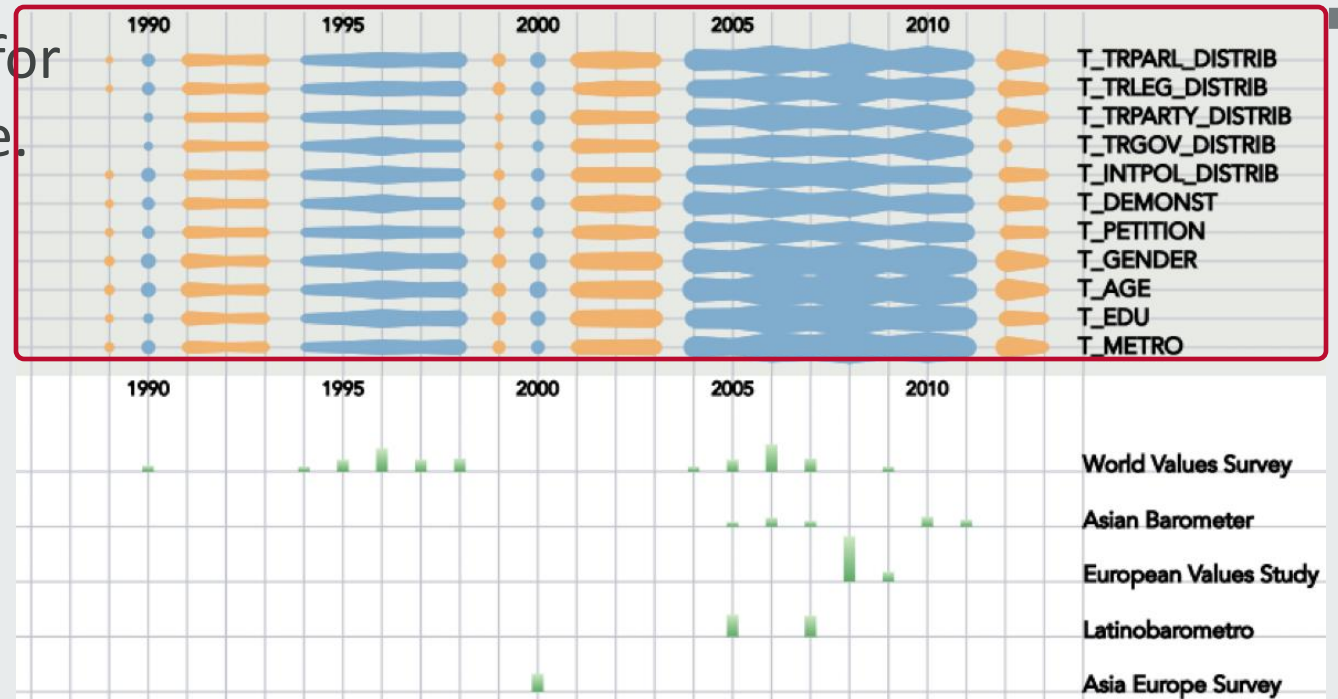 for
e.
1990 1995 2000 2005 2010
T_TRPARL_DISTRIB
T_TRLEG_DISTRIB
T_TRPARTY_DISTRIB
T_TRGOV_DISTRIB
T_INTPOL_DISTRIB
T_DEMONST
T_PETITION
T_GENDER
T_AGE
T_EDU
T_METRO
1990 1995 2000 2005 2010
World Values Survey
Asian Barometer
European Values Study
Latinobarometro
Asia Europe Survey